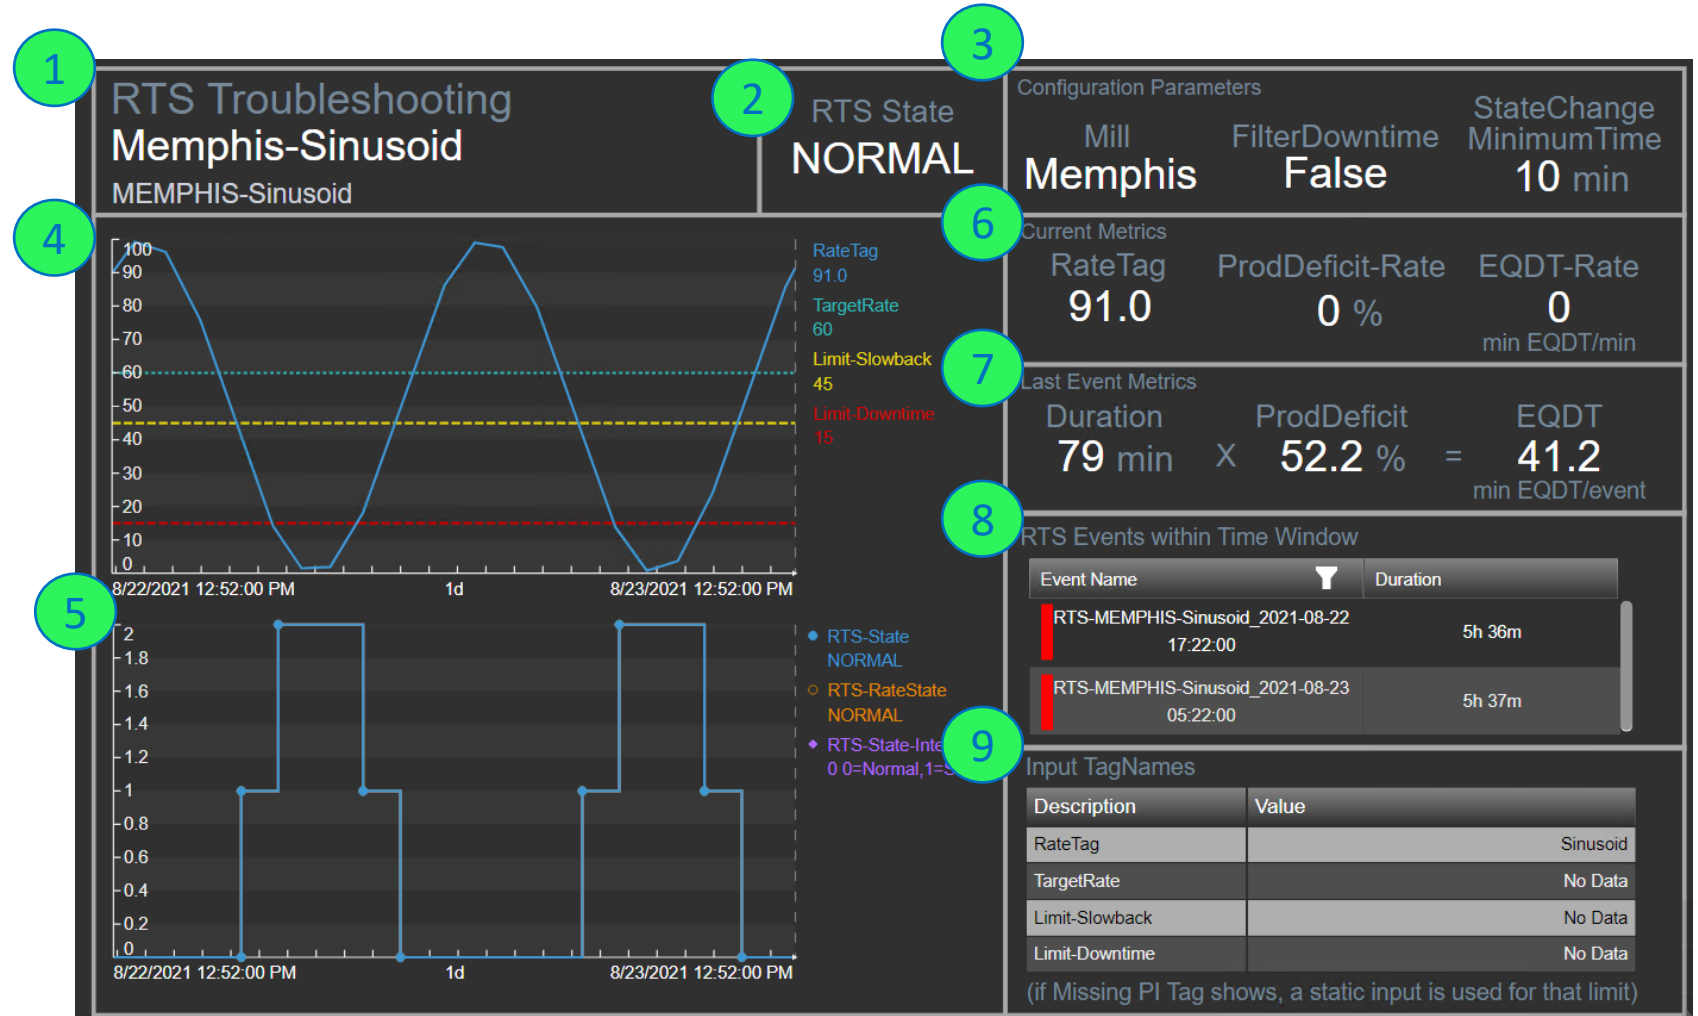 1
RTS Troubleshooting
Memphis-Sinusoid
MEMPHIS-Sinusoid
2
RTS State
NORMAL
3
Configuration Parameters
Mill
Memphis
FilterDowntime
False
StateChange
MinimumTime
10 min
4
100
90
80
70
60
50
40
30
20
10
0
8/22/2021 12:52:00 PM 1d 8/23/2021 12:52:00 PM
RateTag
91.0
TargetRate
60
Limit-Slowback
45
Limit-Downtime
15
5
2
1.8
1.6
1.4
1.2
1
0.8
0.6
0.4
0.2
0
8/22/2021 12:52:00 PM 1d 8/23/2021 12:52:00 PM
RTS-State
NORMAL
RTS-RateState
NORMAL
RTS-State-Inte
0 0=Normal,1=S
6
Current Metrics
RateTag
91.0
ProdDeficit-Rate
0 %
EQDT-Rate
0
min EQDT/min
7
Last Event Metrics
Duration ProdDeficit EQDT
79 min X 52.2 % = 41.2
min EQDT/event
8
RTS Events within Time Window
Event Name Duration
RTS-MEMPHIS-Sinusoid_2021-08-22
17:22:00
5h 36m
RTS-MEMPHIS-Sinusoid_2021-08-23
05:22:00
5h 37m
9
Input TagNames
Description Value
RateTag Sinusoid
TargetRate No Data
Limit-Slowback No Data
Limit-Downtime No Data
(if Missing PI Tag shows, a static input is used for that limit)